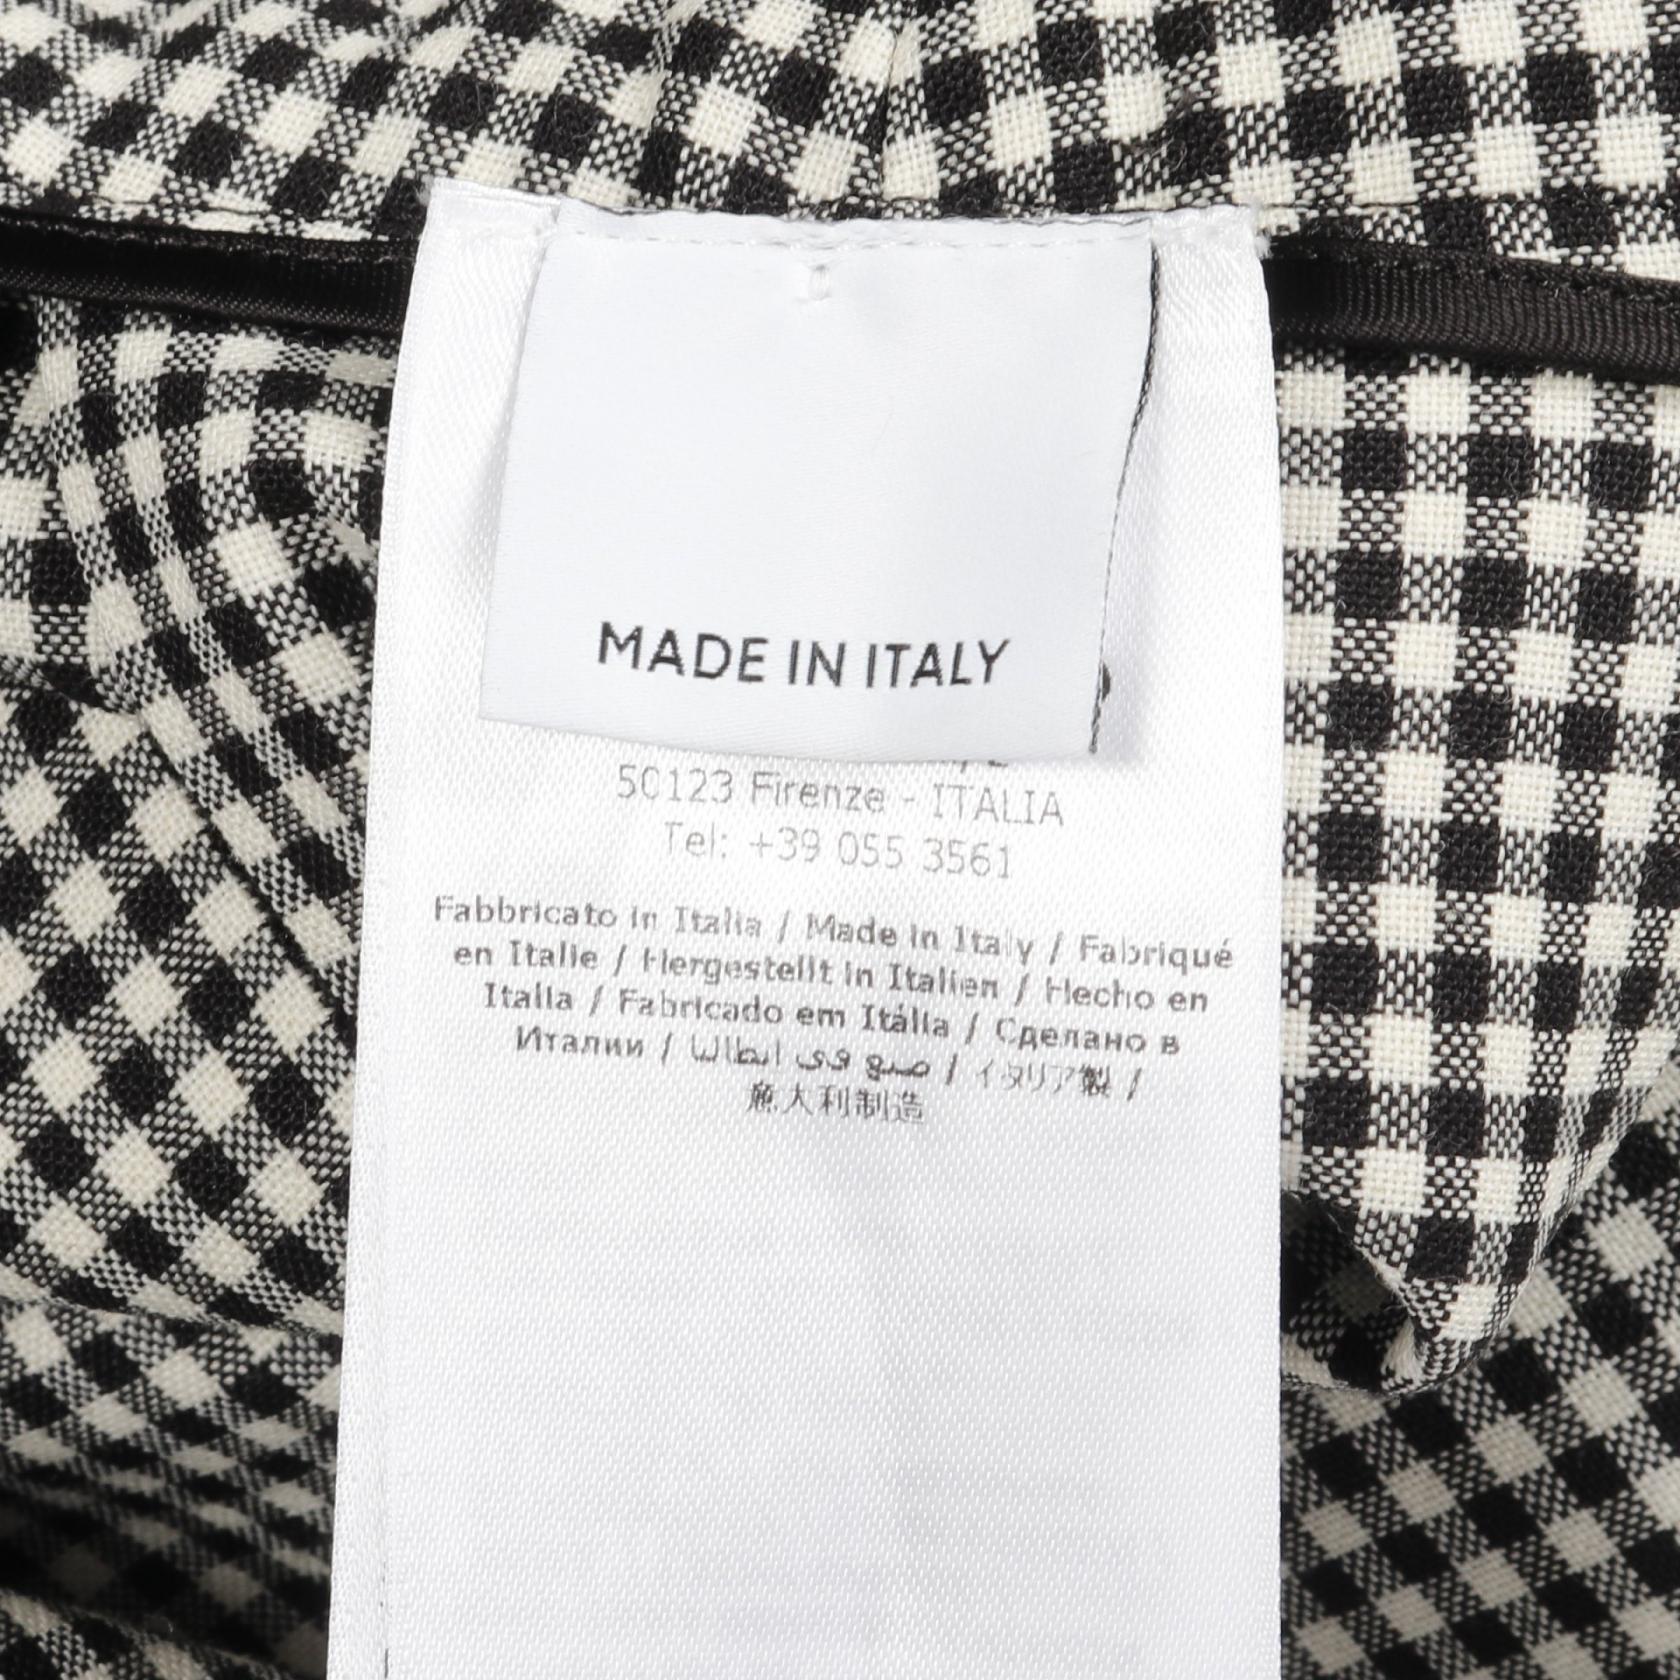 MADE IN ITALY
50123 Firenze - ITALIA
Tel: +39 055 3561
Fabbricato in Italia / Made in Italy / Fabriqué
en Italie / Hergestellt in Italien / Hecho en
Italia / Fabricado em Itália / Сделано в
Италии / صنع في ايطاليا / イタリア製 /
意大利制造